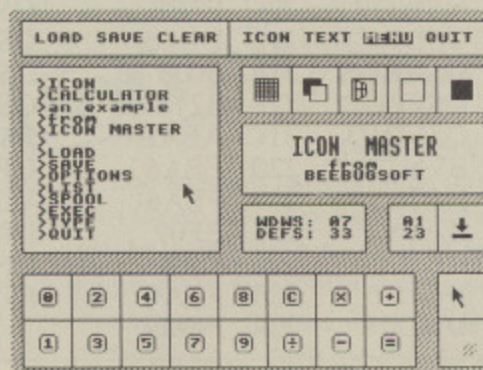 LOAD SAVE CLEAR
ICON TEXT MENU QUIT
>ICON
>CALCULATOR
>an example
>from
>ICON MASTER
>
>LOAD
>SAVE
>OPTIONS
>LIST
>SPOOL
>EXEC
>TYPE
>QUIT
ICON MASTER
from
BEEBUGSOFT
WDWS: A7
DEFS: 33
A1
23
0 2 4 6 8 C × +
1 3 5 7 9 ÷ − =